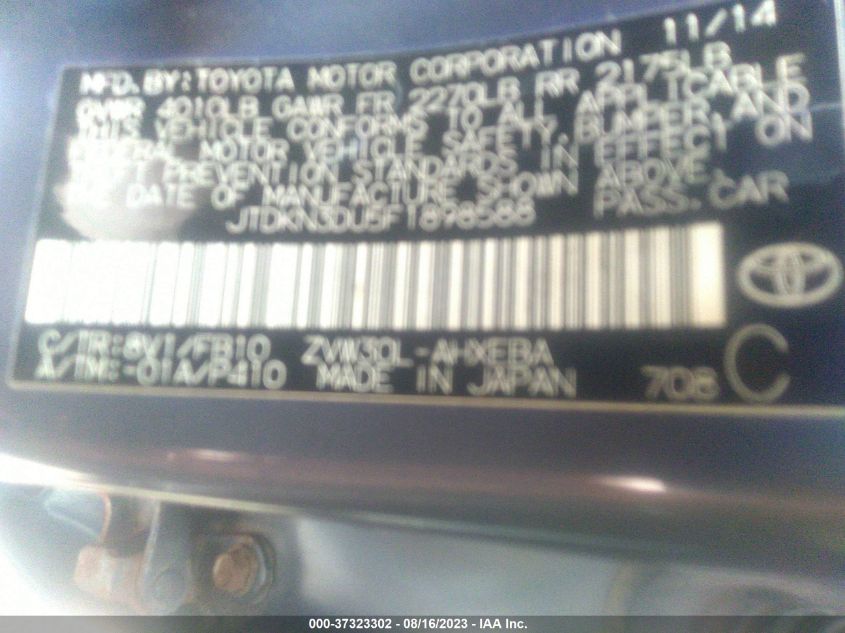 11/14
MFD. BY: TOYOTA MOTOR CORPORATION
GVWR 4010LB GAWR FR 2270LB RR 2175LB
THIS VEHICLE CONFORMS TO ALL APPLICABLE
FEDERAL MOTOR VEHICLE SAFETY, BUMPER, AND
THEFT PREVENTION STANDARDS IN EFFECT ON
THE DATE OF MANUFACTURE SHOWN ABOVE.
JTDKN3DU5F1898588 PASS. CAR
C/TR: 8V1/FB10 ZVW30L-AHXEBA
A/TM: -01A/P410 MADE IN JAPAN 708 C
000-37323302 - 08/16/2023 - IAA Inc.